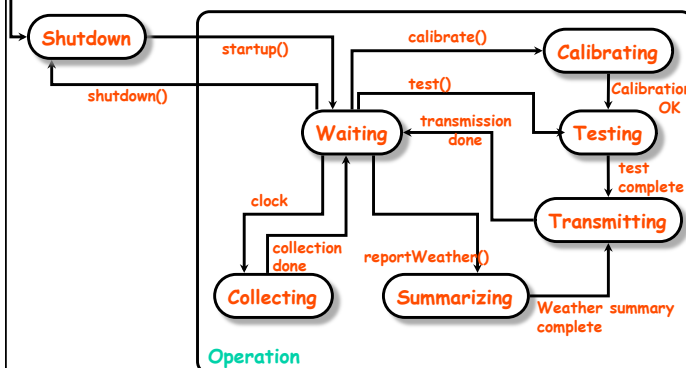 Shutdown
startup()
calibrate()
Calibrating
shutdown()
test()
Calibration
OK
Waiting
transmission
done
Testing
test
complete
clock
Transmitting
collection
done
reportWeather()
Collecting
Summarizing
Weather summary
complete
Operation